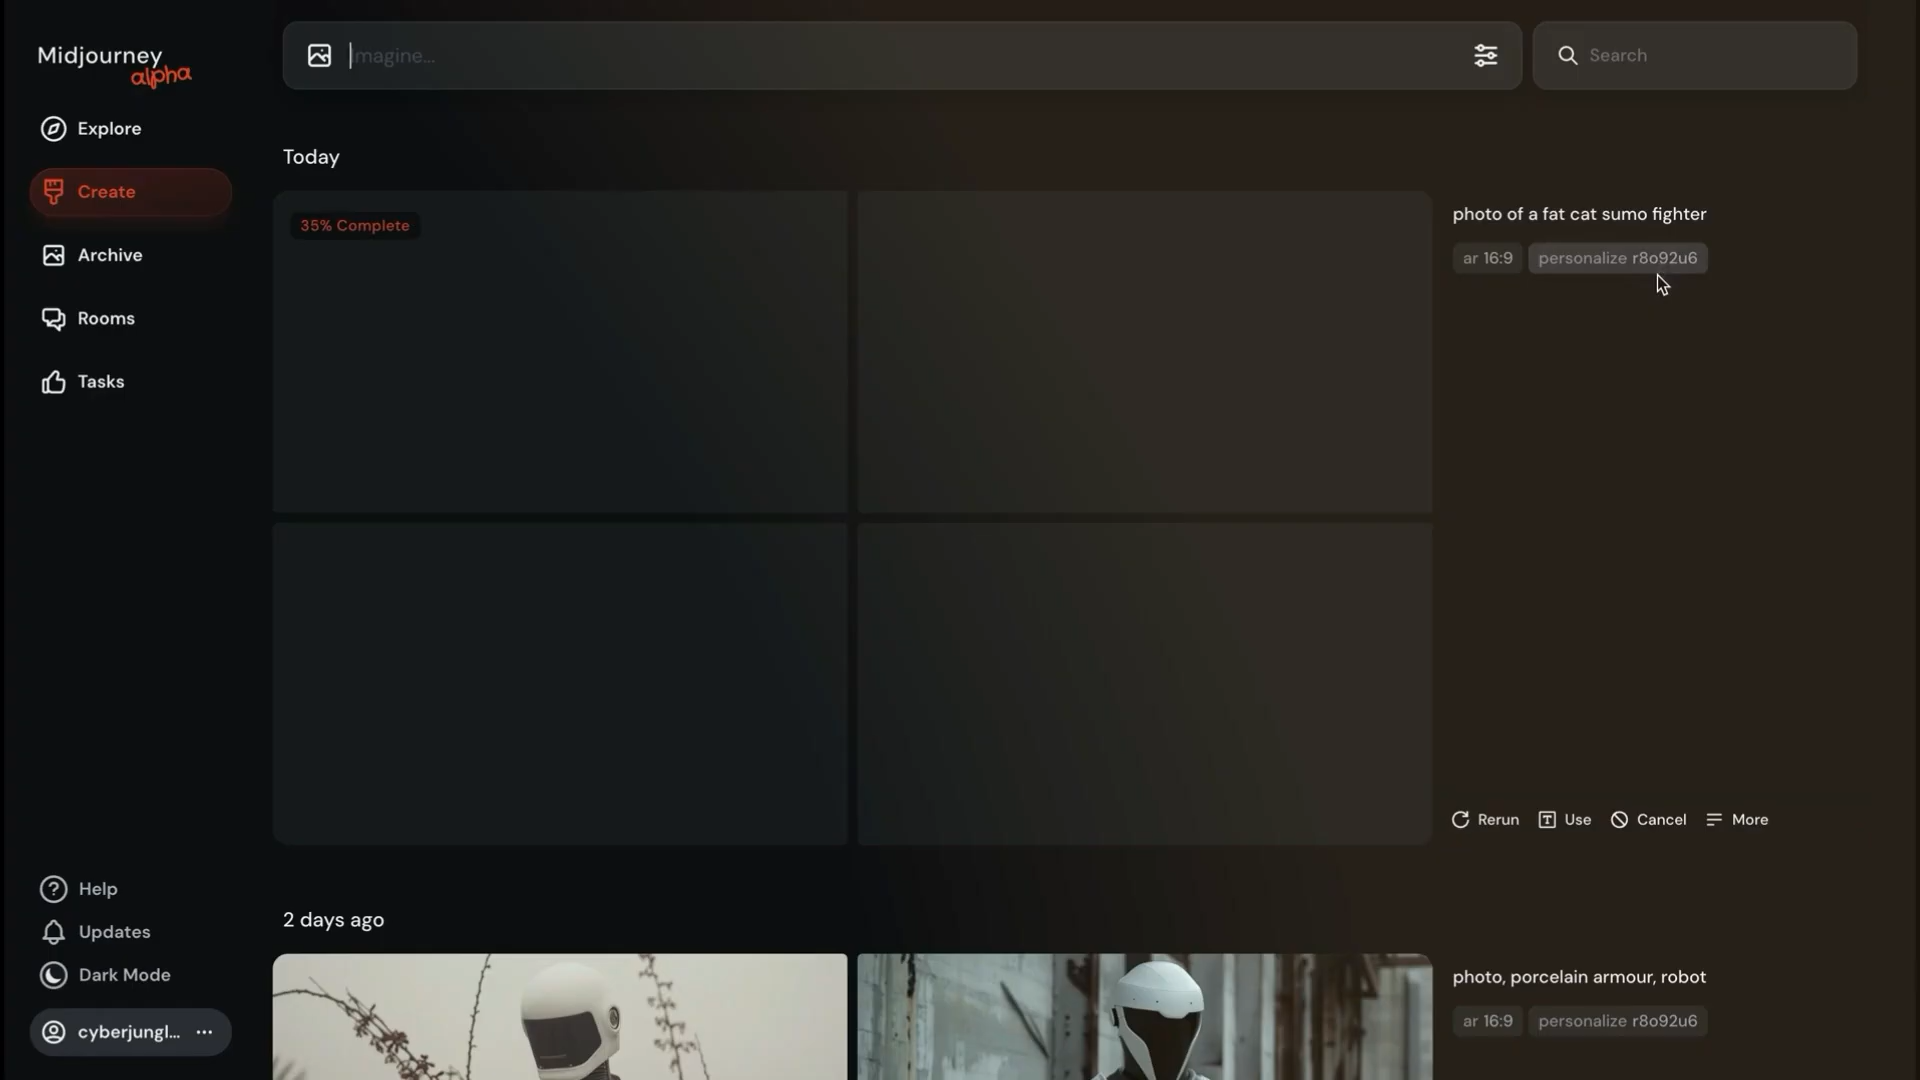 Midjourney
alpha
Imagine...
Search
Explore
Create
Archive
Rooms
Tasks
Today
35% Complete
photo of a fat cat sumo fighter
ar 16:9 personalize r8o92u6
Rerun Use Cancel More
Help
Updates
Dark Mode
cyberjungl... ...
2 days ago
photo, porcelain armour, robot
ar 16:9 personalize r8o92u6